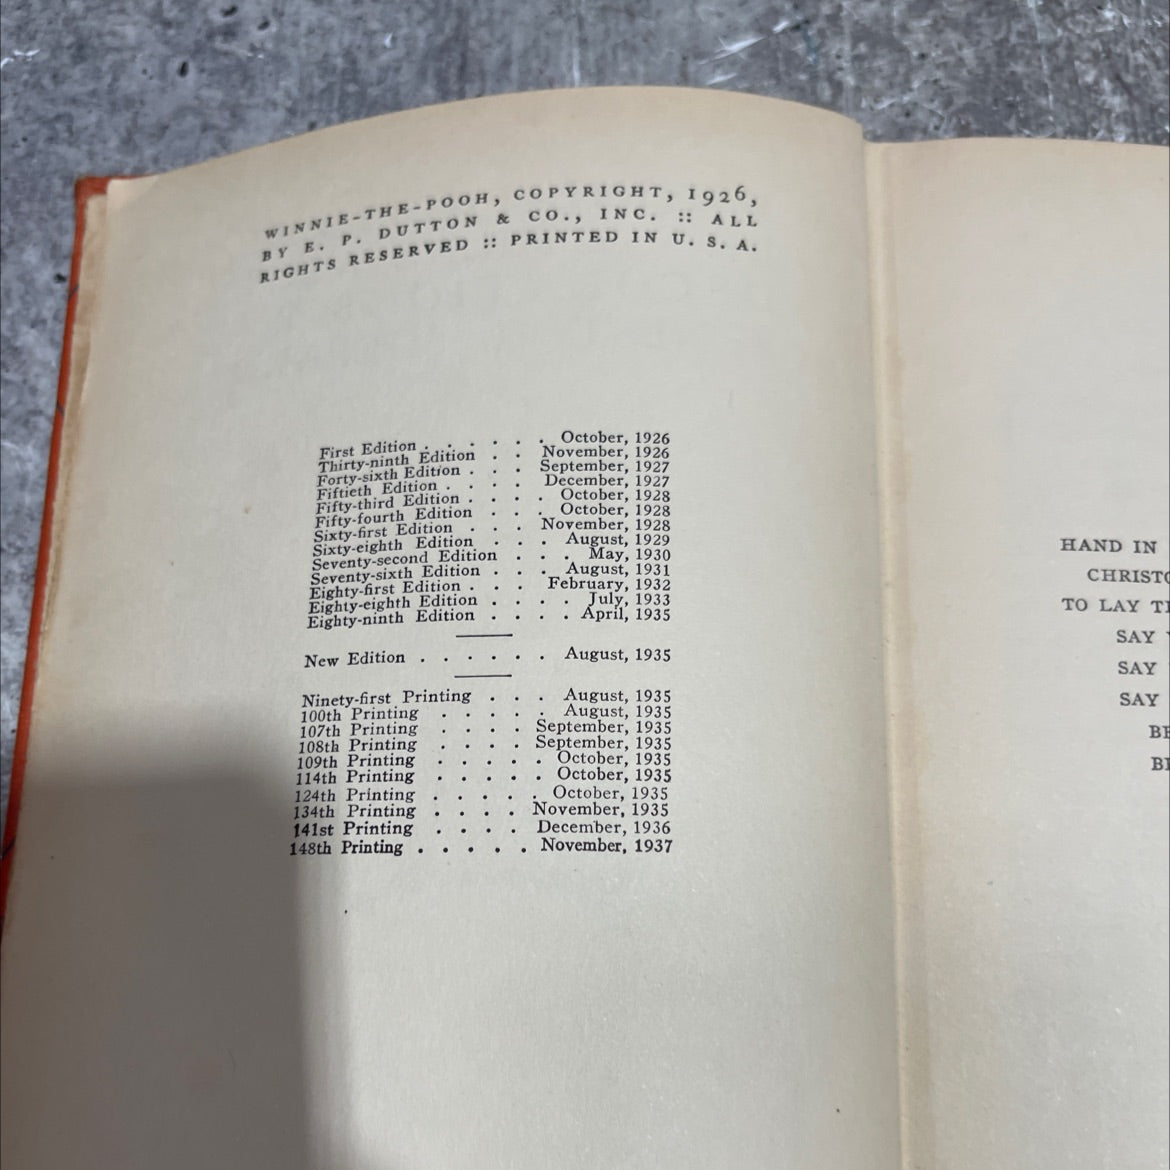 WINNIE-THE-POOH, COPYRIGHT, 1926,
BY E. P. DUTTON & CO., INC. :: ALL
RIGHTS RESERVED :: PRINTED IN U. S. A.
First Edition . . . . . . October, 1926
Thirty-ninth Edition . . November, 1926
Forty-sixth Edition . . . September, 1927
Fiftieth Edition . . . . December, 1927
Fifty-third Edition . . . . October, 1928
Fifty-fourth Edition . . . October, 1928
Sixty-first Edition . . . November, 1928
Sixty-eighth Edition . . . August, 1929
Seventy-second Edition . . . May, 1930
Seventy-sixth Edition . . . August, 1931
Eighty-first Edition . . . February, 1932
Eighty-eighth Edition . . . . July, 1933
Eighty-ninth Edition . . . . April, 1935
New Edition . . . . . . August, 1935
Ninety-first Printing . . . August, 1935
100th Printing . . . . . August, 1935
107th Printing . . . . September, 1935
108th Printing . . . . September, 1935
109th Printing . . . . . October, 1935
114th Printing . . . . . October, 1935
124th Printing . . . . . October, 1935
134th Printing . . . . November, 1935
141st Printing . . . . December, 1936
148th Printing . . . . . November, 1937
HAND IN
CHRISTO
TO LAY T
SAY
SAY
SAY
BE
BE